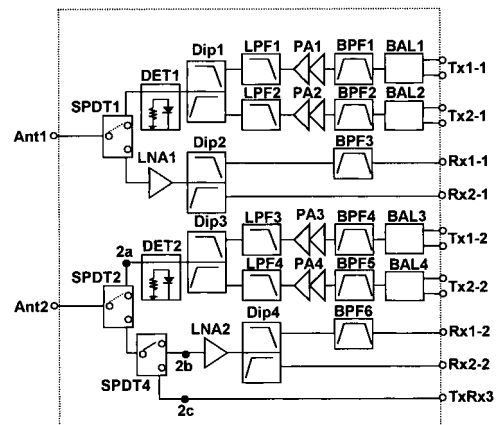 Dip1 LPF1 PA1 BPF1 BAL1
DET1 Tx1-1
SPDT1 LPF2 PA2 BPF2 BAL2
Tx2-1
Ant1
LNA1 Dip2 BPF3
Rx1-1
Rx2-1
Dip3 LPF3 PA3 BPF4 BAL3
2a DET2 Tx1-2
SPDT2 LPF4 PA4 BPF5 BAL4
Tx2-2
Ant2
LNA2 Dip4 BPF6
Rx1-2
SPDT4 2b Rx2-2
2c TxRx3